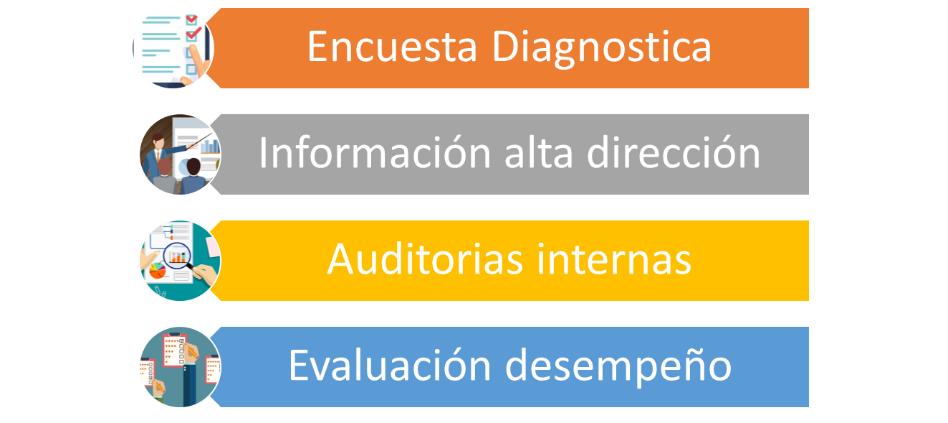 Encuesta Diagnostica
Información alta dirección
Auditorias internas
Evaluación desempeño